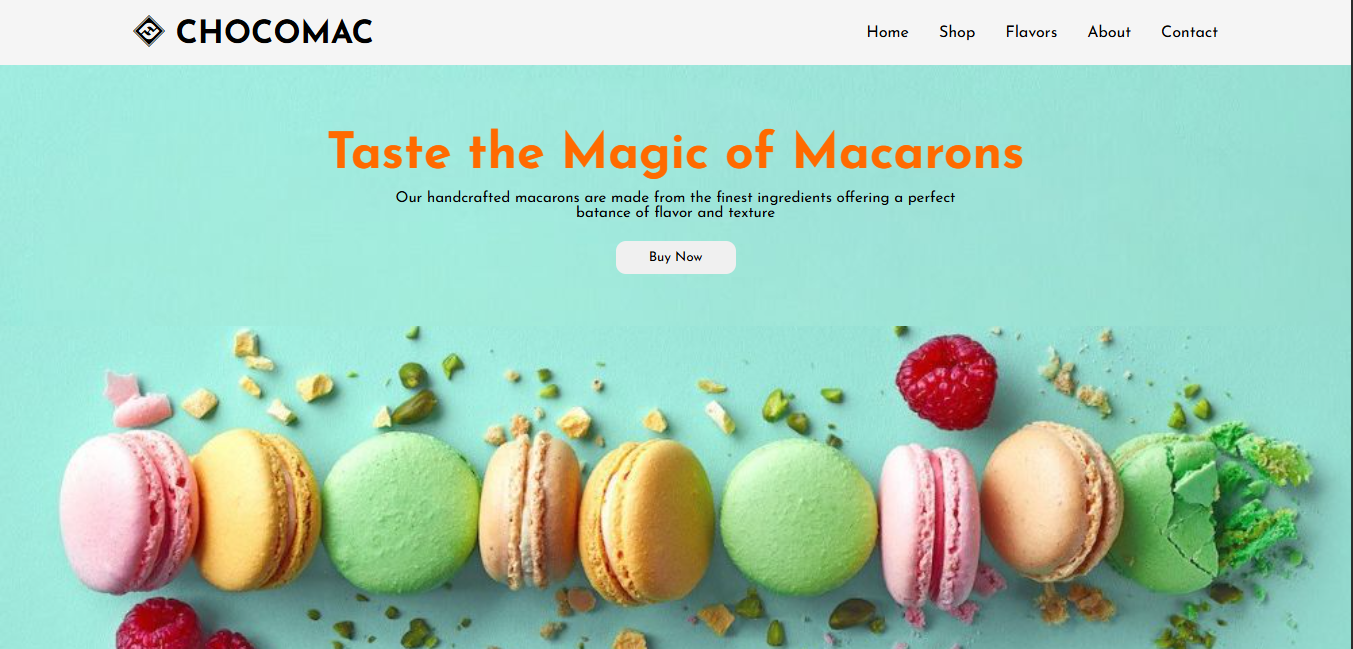 CHOCOMAC
Home Shop Flavors About Contact
Taste the Magic of Macarons
Our handcrafted macarons are made from the finest ingredients offering a perfect
batance of flavor and texture
Buy Now